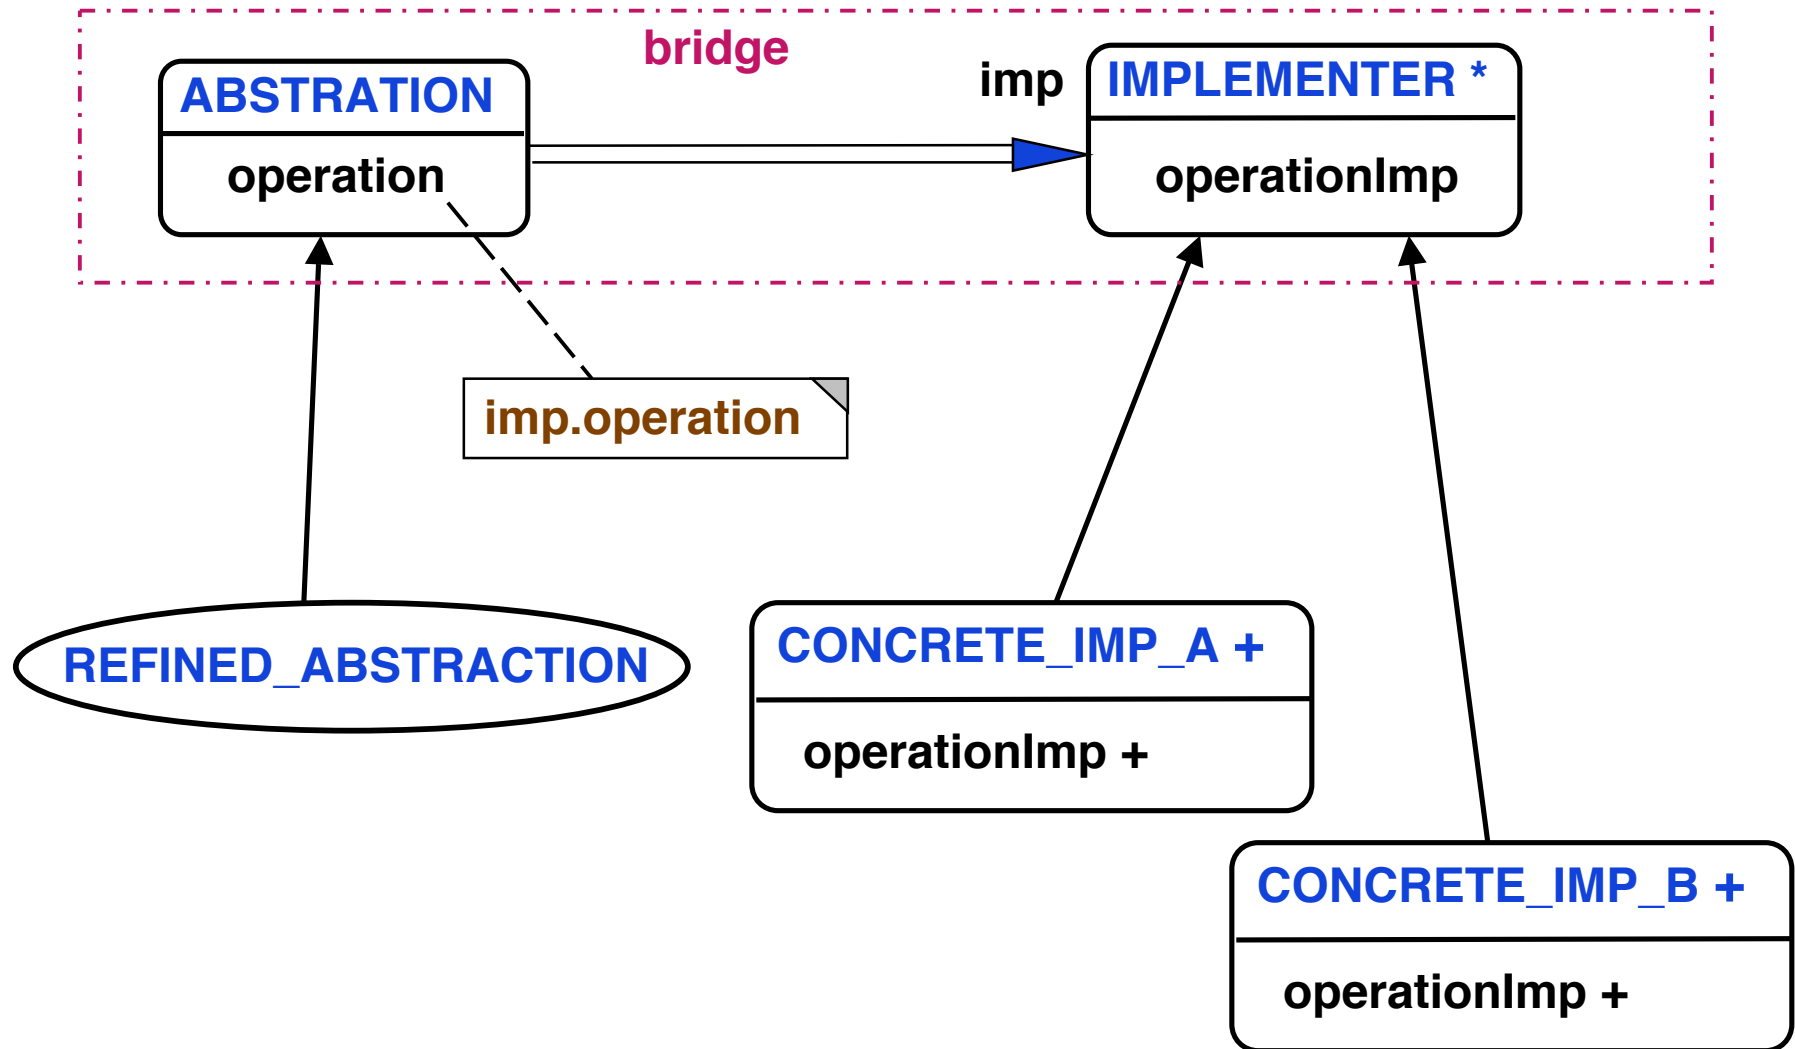 bridge
ABSTRATION
operation
imp
IMPLEMENTER *
operationImp
imp.operation
REFINED_ABSTRACTION
CONCRETE_IMP_A +
operationImp +
CONCRETE_IMP_B +
operationImp +